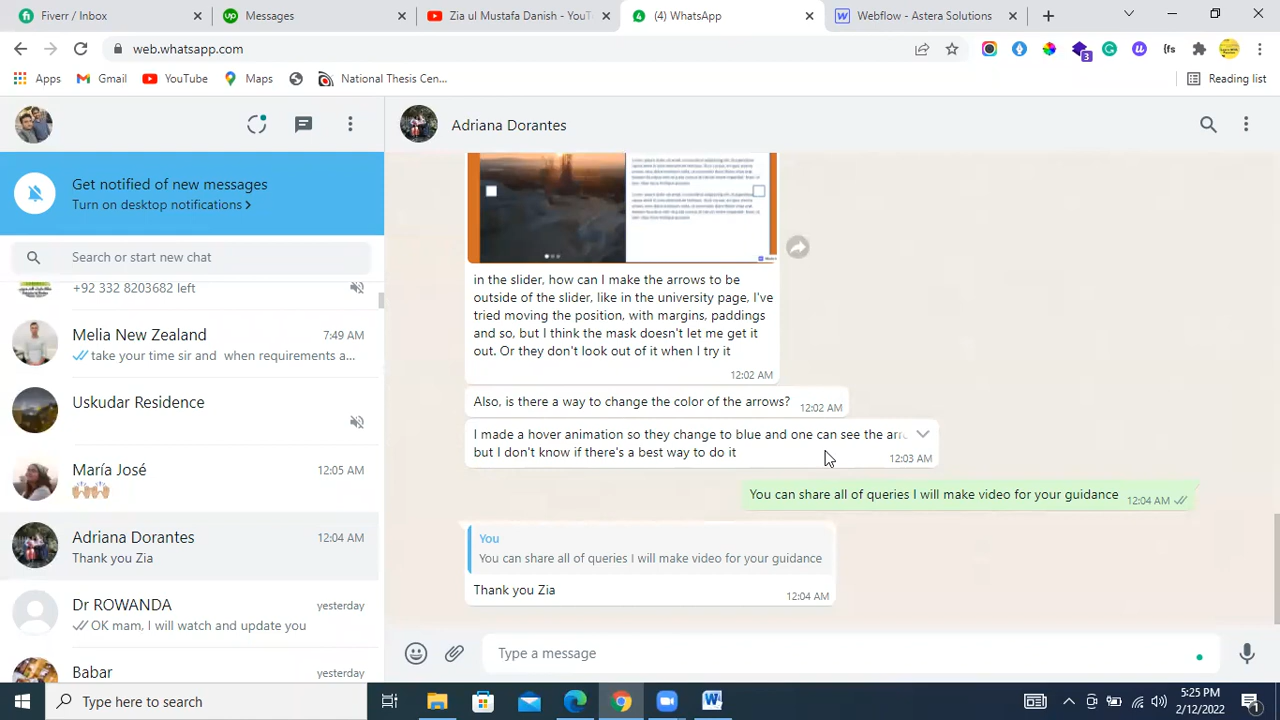 Fiverr / Inbox
Messages
Zia ul Mustafa Danish - YouT
(4) WhatsApp
Webflow - Astera Solutions
web.whatsapp.com
Apps
Gmail
YouTube
Maps
National Thesis Cen...
Reading list
Adriana Dorantes
Get notified of new messages
Turn on desktop notifications >
Search or start new chat
+92 332 8203682 left
Melia New Zealand
7:49 AM
take your time sir and when requirements a...
Uskudar Residence
María José
12:05 AM
Adriana Dorantes
12:04 AM
Thank you Zia
Dr.ROWANDA
yesterday
OK mam, I will watch and update you
Babar
yesterday
in the slider, how can I make the arrows to be
outside of the slider, like in the university page, I've
tried moving the position, with margins, paddings
and so, but I think the mask doesn't let me get it
out. Or they don't look out of it when I try it
12:02 AM
Also, is there a way to change the color of the arrows?
12:02 AM
I made a hover animation so they change to blue and one can see the arr
but I don't know if there's a best way to do it
12:03 AM
You can share all of queries I will make video for your guidance
12:04 AM
You
You can share all of queries I will make video for your guidance
Thank you Zia
12:04 AM
Type a message
Type here to search
5:25 PM
2/12/2022